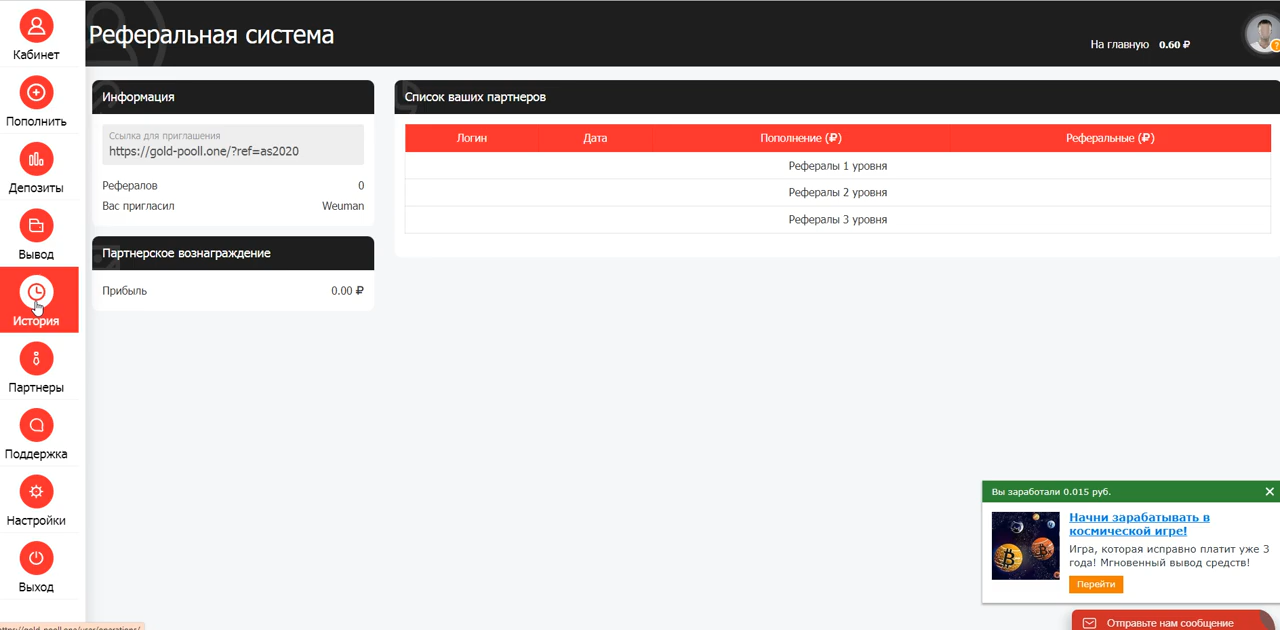 Кабинет
Пополнить
Депозиты
Вывод
История
Партнеры
Поддержка
Настройки
Выход
Реферальная система
На главную 0.60 ₽
Информация
Ссылка для приглашения
https://gold-pooll.one/?ref=as2020
Рефералов 0
Вас пригласил Weuman
Партнерское вознаграждение
Прибыль 0.00 ₽
Список ваших партнеров
Логин Дата Пополнение (₽) Реферальные (₽)
Рефералы 1 уровня
Рефералы 2 уровня
Рефералы 3 уровня
Вы заработали 0.015 руб.
Начни зарабатывать в
космической игре!
Игра, которая исправно платит уже 3
года! Мгновенный вывод средств!
Перейти
Отправьте нам сообщение